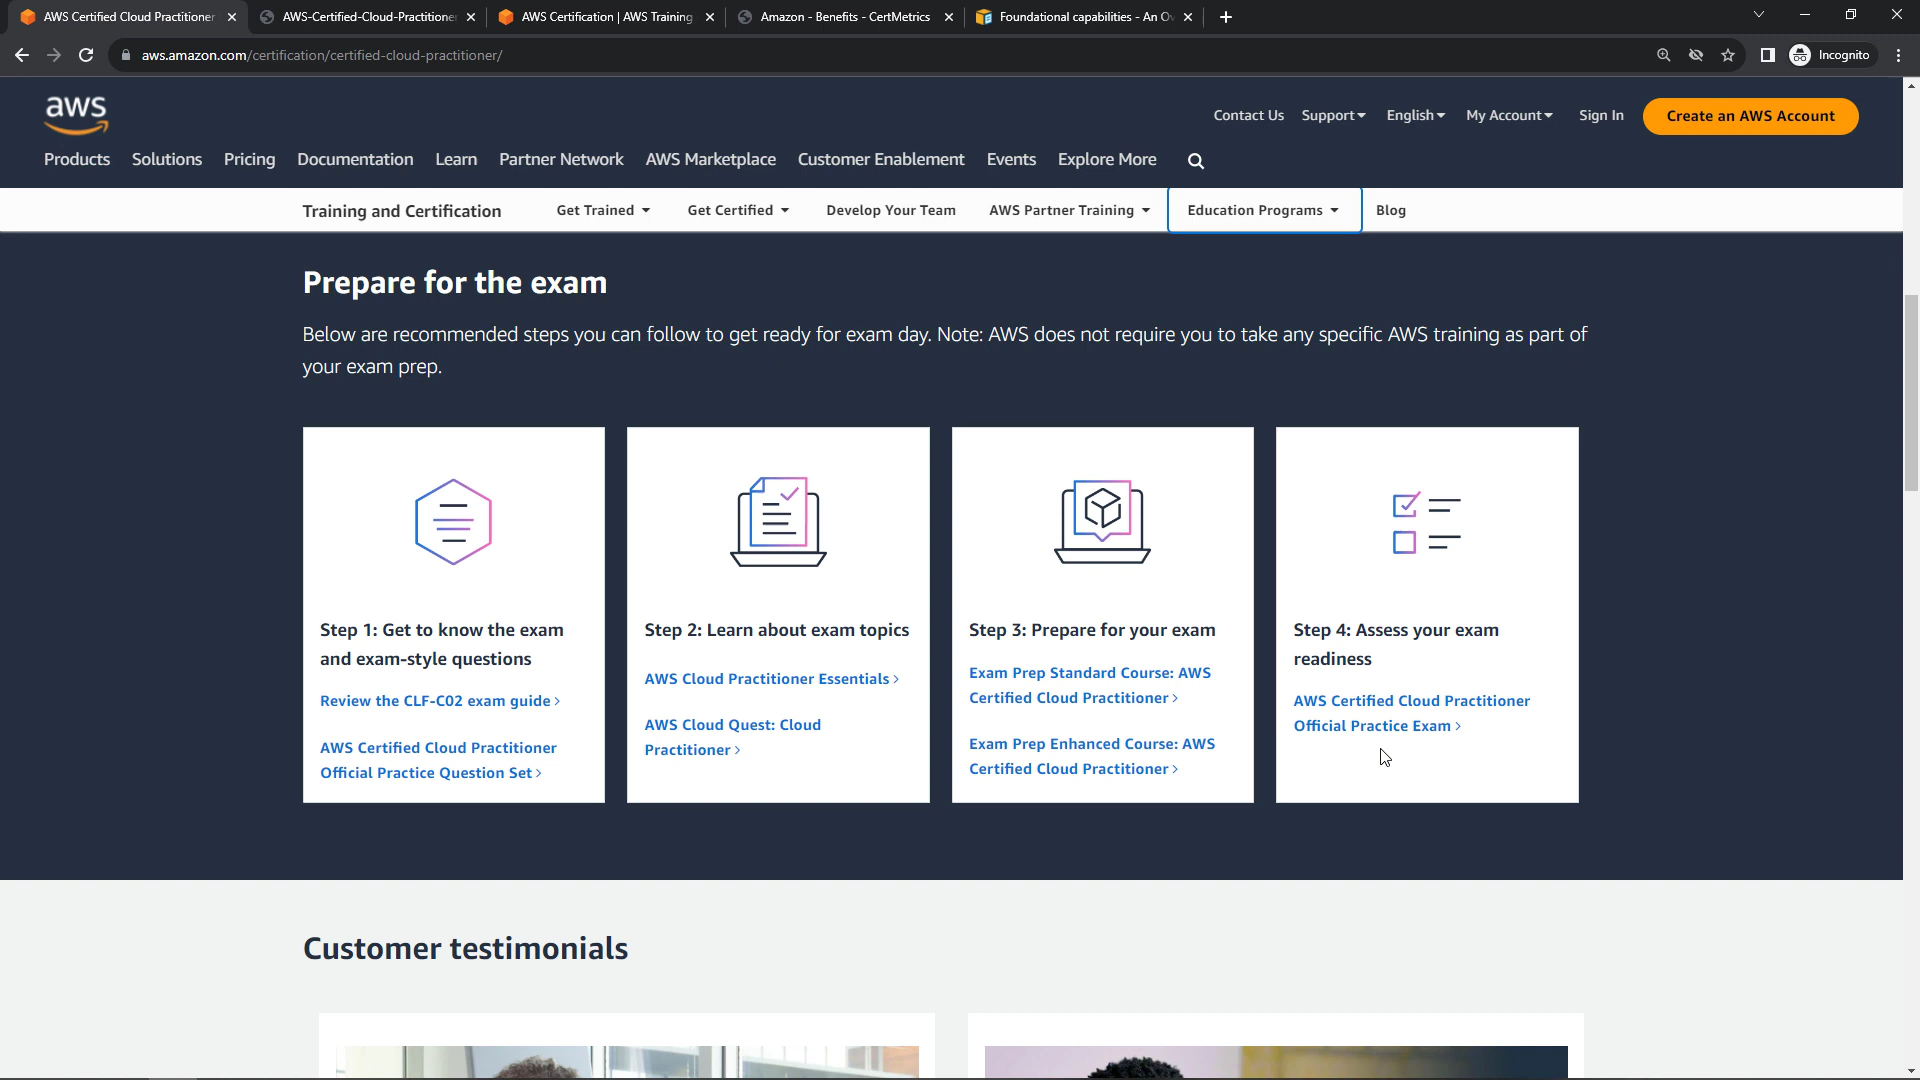 AWS Certified Cloud Practitioner
AWS-Certified-Cloud-Practitioner
AWS Certification | AWS Training
Amazon - Benefits - CertMetrics
Foundational capabilities - An Ov
aws.amazon.com/certification/certified-cloud-practitioner/
Incognito
aws
Contact Us Support English My Account Sign In Create an AWS Account
Products Solutions Pricing Documentation Learn Partner Network AWS Marketplace Customer Enablement Events Explore More
Training and Certification Get Trained Get Certified Develop Your Team AWS Partner Training Education Programs Blog
Prepare for the exam
Below are recommended steps you can follow to get ready for exam day. Note: AWS does not require you to take any specific AWS training as part of
your exam prep.
Step 1: Get to know the exam
and exam-style questions
Review the CLF-C02 exam guide >
AWS Certified Cloud Practitioner
Official Practice Question Set >
Step 2: Learn about exam topics
AWS Cloud Practitioner Essentials >
AWS Cloud Quest: Cloud
Practitioner >
Step 3: Prepare for your exam
Exam Prep Standard Course: AWS
Certified Cloud Practitioner >
Exam Prep Enhanced Course: AWS
Certified Cloud Practitioner >
Step 4: Assess your exam
readiness
AWS Certified Cloud Practitioner
Official Practice Exam >
Customer testimonials